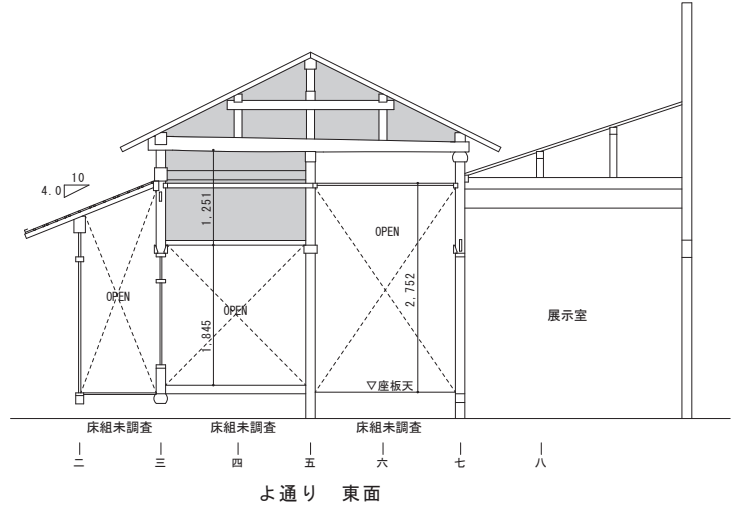 10
4.0
1,251
OPEN
2,752
OPEN
OPEN
1,845
展示室
▽座板天
床組未調査 床組未調査 床組未調査
二 三 四 五 六 七 八
よ通り 東面